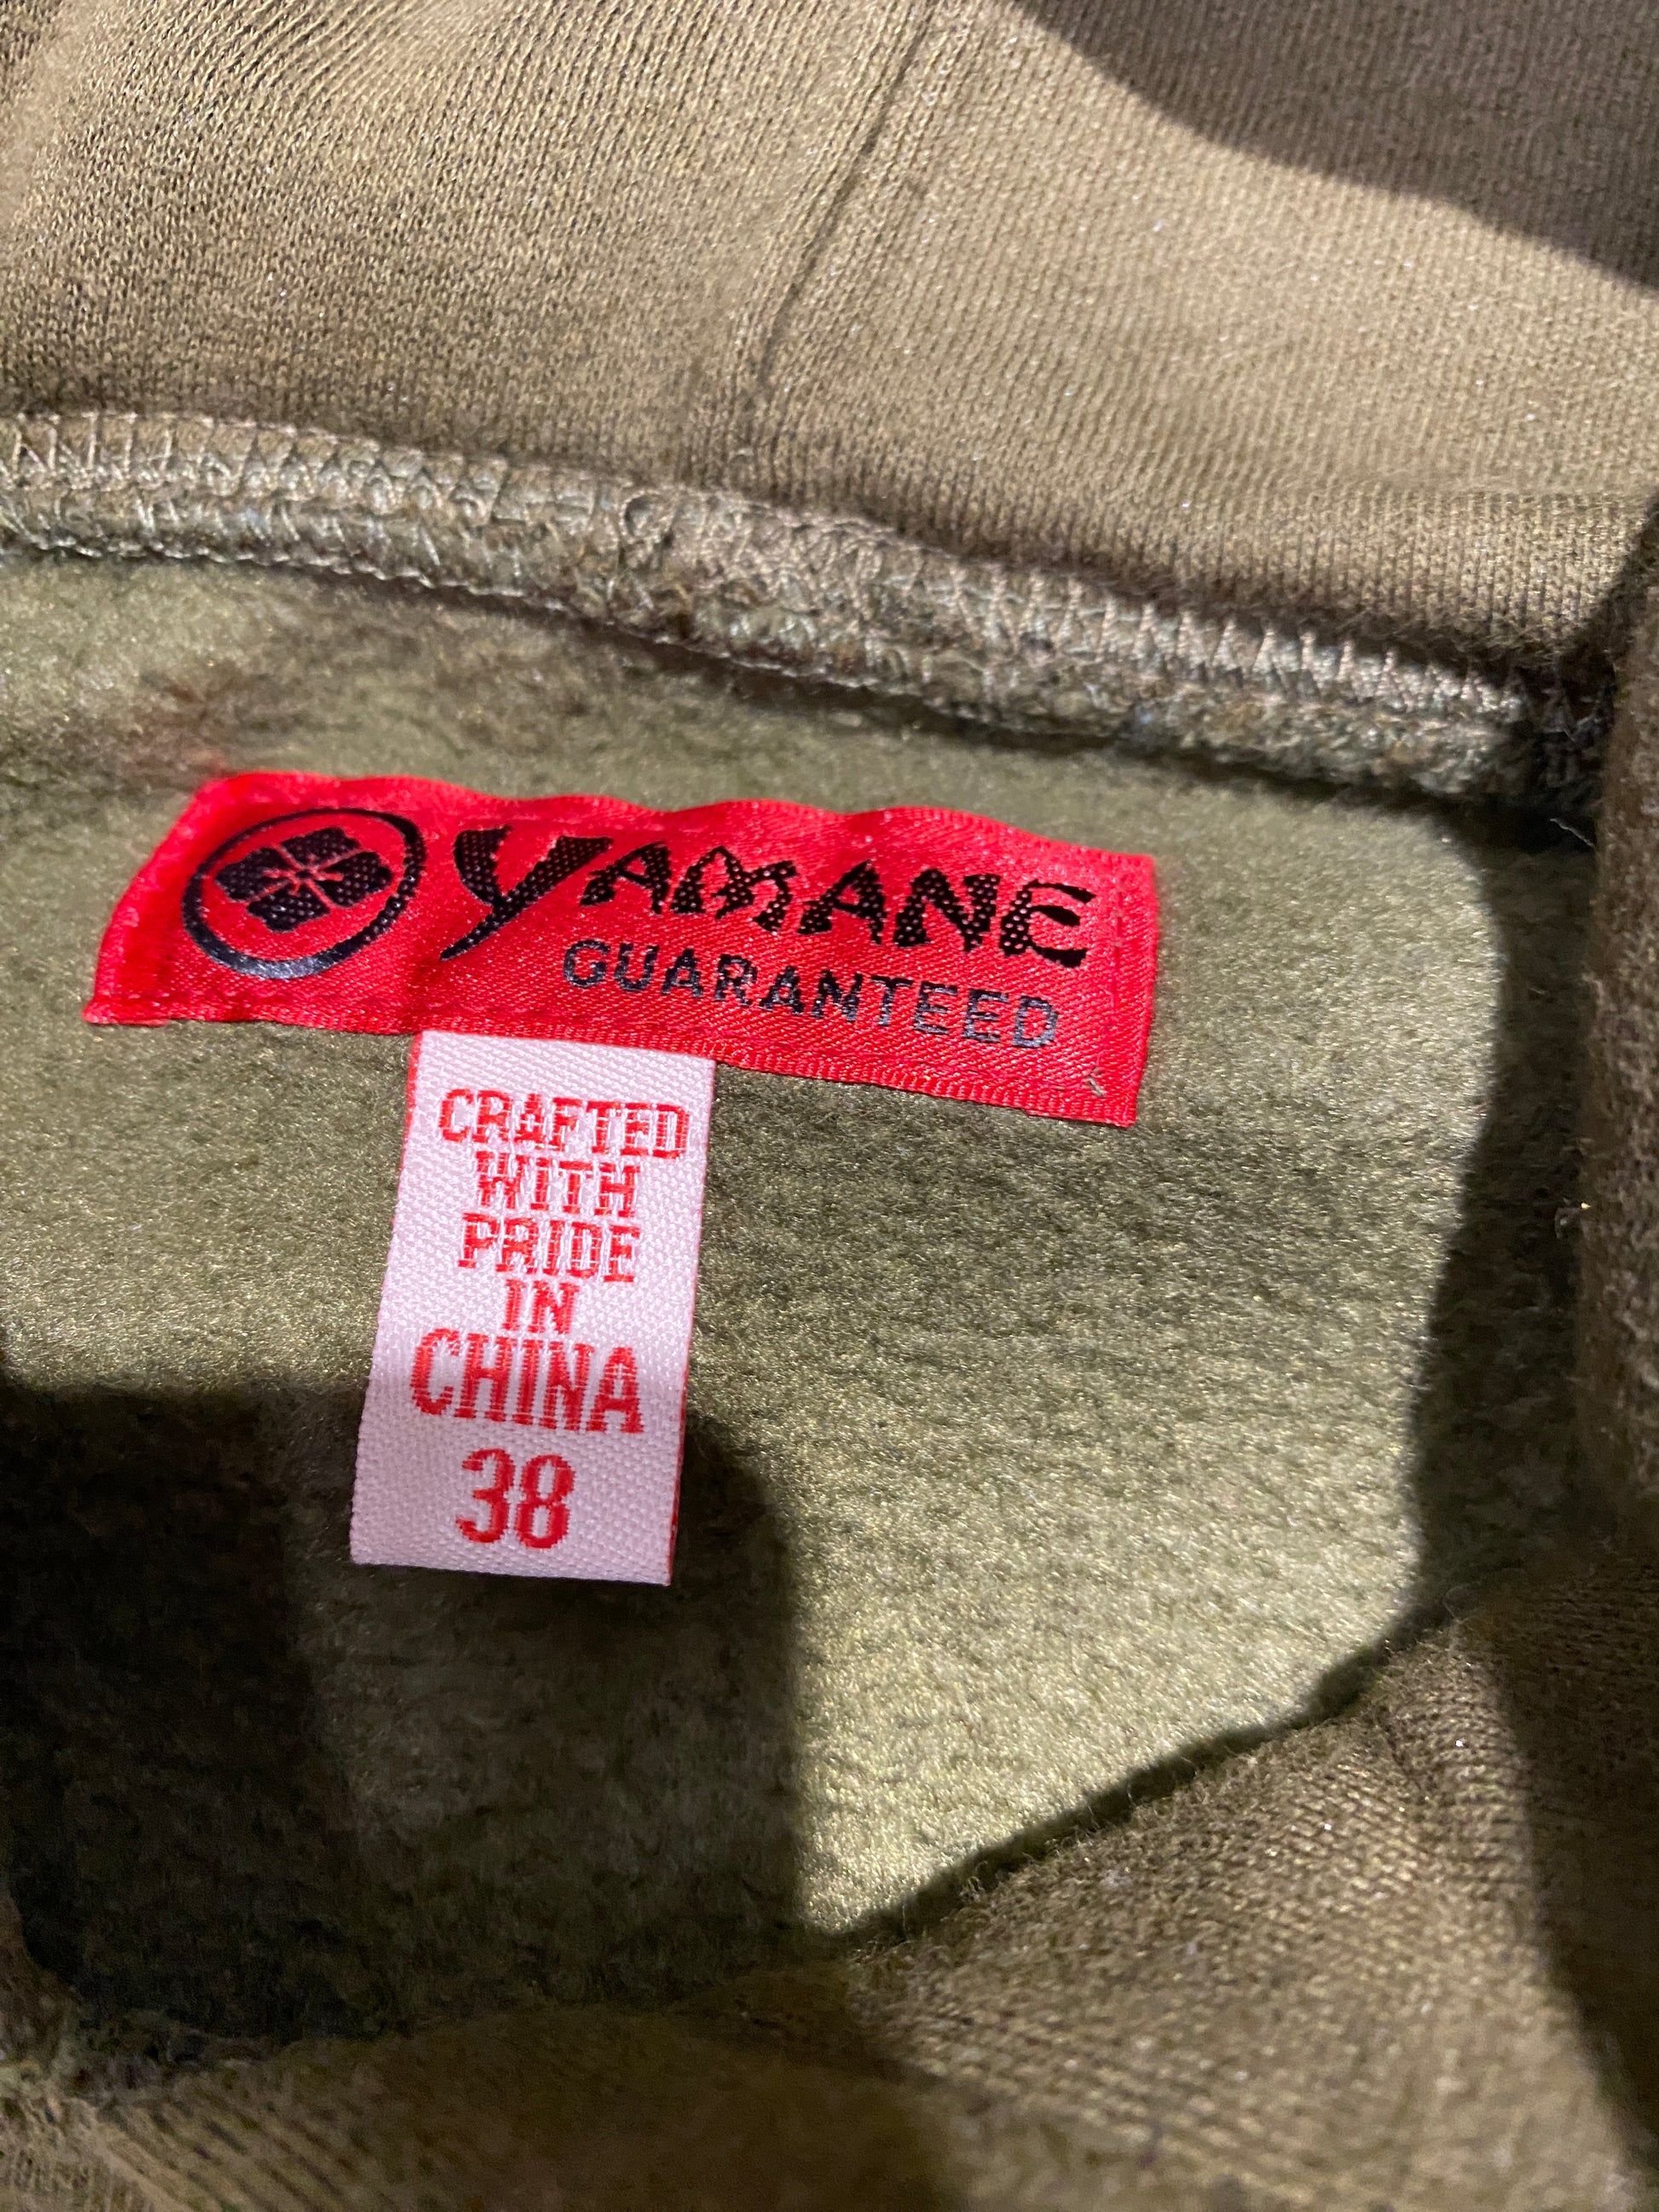 YAMANE
GUARANTEED
CRAFTED
WITH
PRIDE
IN
CHINA
38